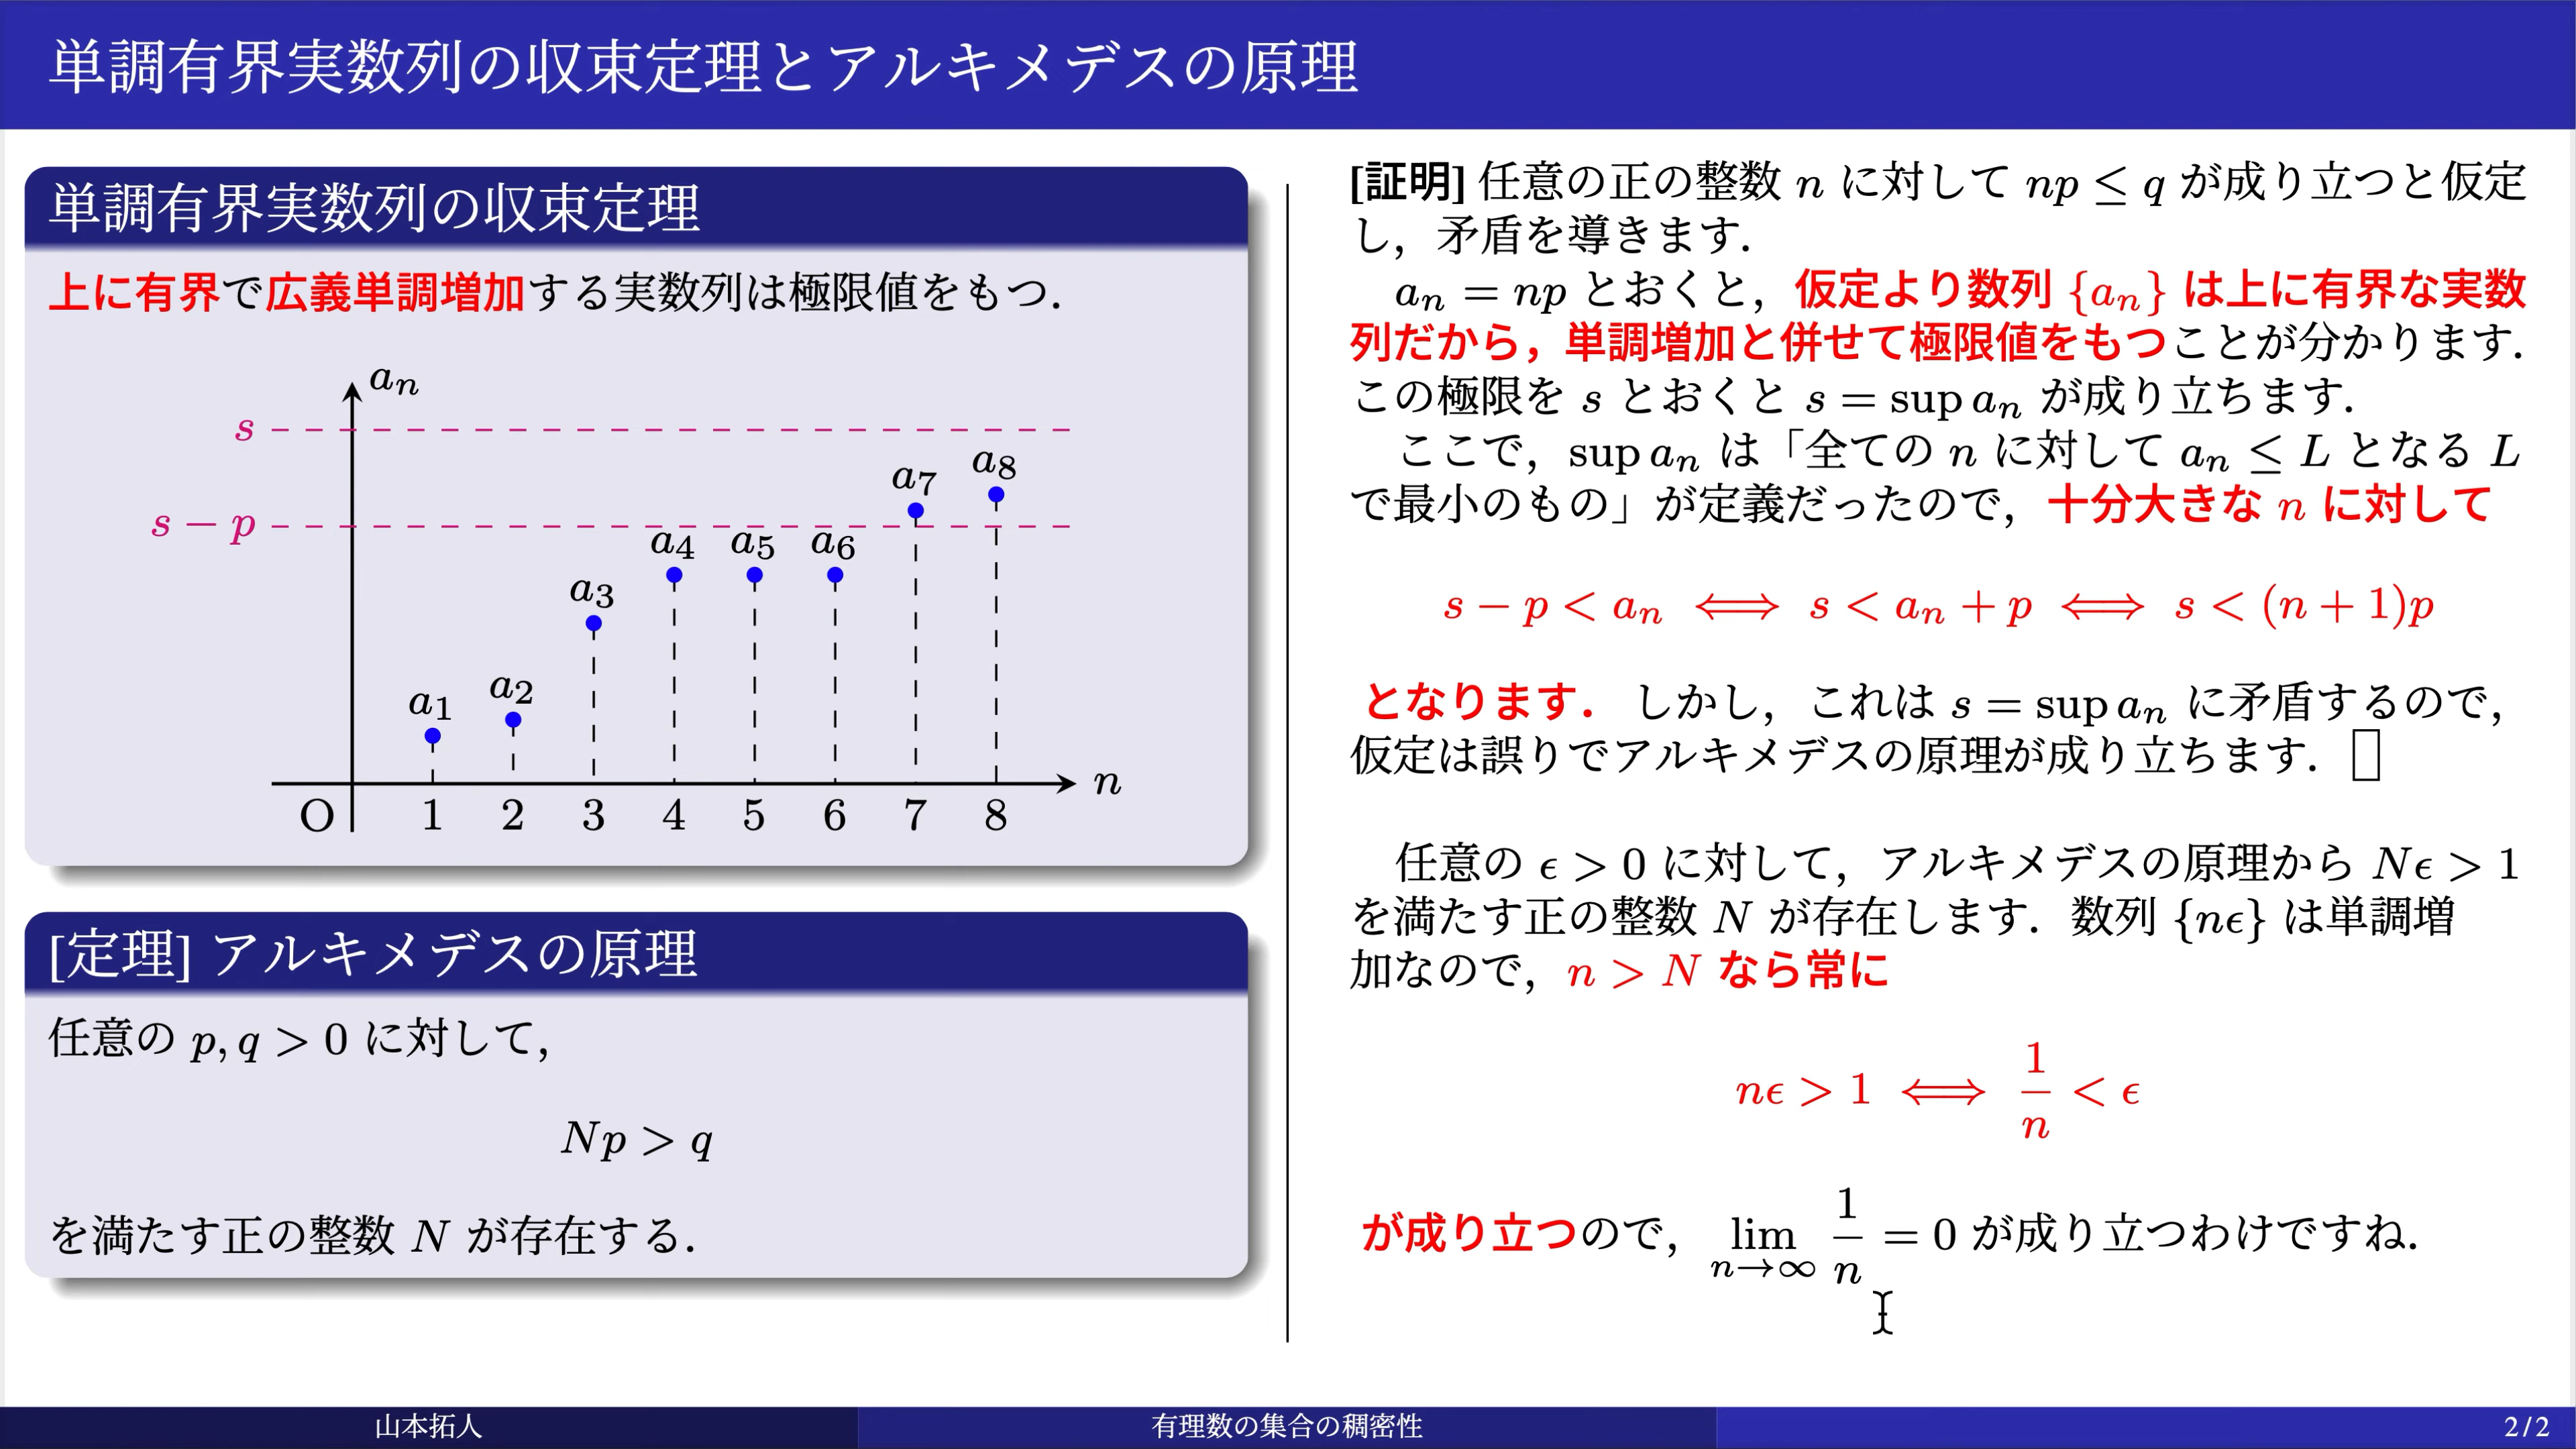 単調有界実数列の収束定理とアルキメデスの原理
単調有界実数列の収束定理
上に有界で広義単調増加する実数列は極限値をもつ．
aₙ
s
s − p
a₁
a₂
a₃
a₄
a₅
a₆
a₇
a₈
n
O 1 2 3 4 5 6 7 8
[定理] アルキメデスの原理
任意の p, q > 0 に対して，
Np > q
を満たす正の整数 N が存在する．
[証明] 任意の正の整数 n に対して np ≤ q が成り立つと仮定
し，矛盾を導きます．
aₙ = np とおくと，仮定より数列 {aₙ} は上に有界な実数
列だから，単調増加と併せて極限値をもつことが分かります．
この極限を s とおくと s = sup aₙ が成り立ちます．
ここで，sup aₙ は「全ての n に対して aₙ ≤ L となる L
で最小のもの」が定義だったので，十分大きな n に対して
s − p < aₙ ⟺ s < aₙ + p ⟺ s < (n + 1)p
となります．しかし，これは s = sup aₙ に矛盾するので，
仮定は誤りでアルキメデスの原理が成り立ちます．□
任意の ϵ > 0 に対して，アルキメデスの原理から Nϵ > 1
を満たす正の整数 N が存在します．数列 {nϵ} は単調増
加なので，n > N なら常に
nϵ > 1 ⟺ 1/n < ϵ
が成り立つので，lim n→∞ 1/n = 0 が成り立つわけですね．
山本拓人
有理数の集合の稠密性
2/2